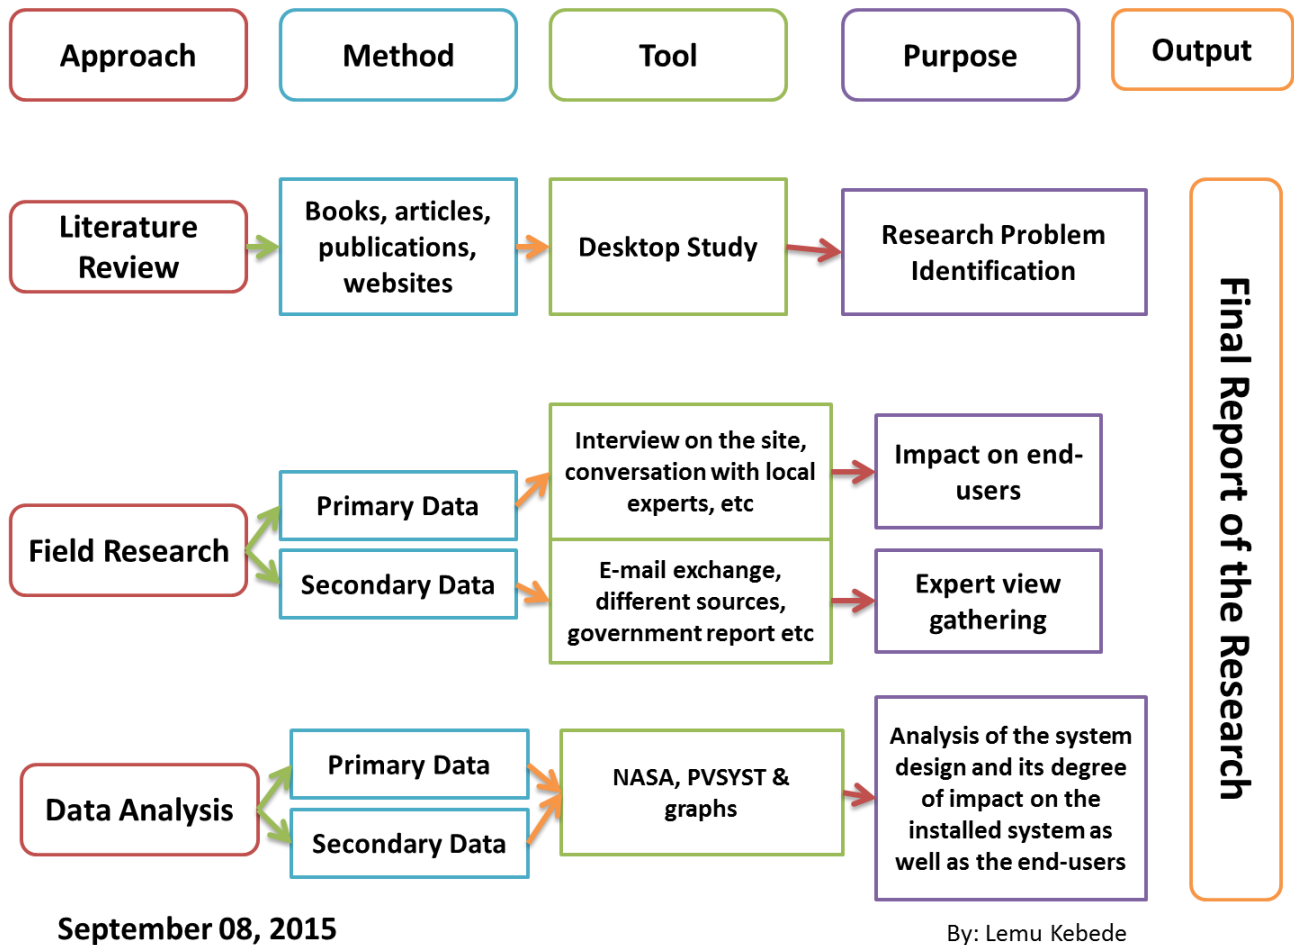 Approach
Method
Tool
Purpose
Output
Literature
Review
Books, articles,
publications,
websites
Desktop Study
Research Problem
Identification
Field Research
Primary Data
Secondary Data
Interview on the site,
conversation with local
experts, etc
E-mail exchange,
different sources,
government report etc
Impact on end-
users
Expert view
gathering
Data Analysis
Primary Data
Secondary Data
NASA, PVSYST &
graphs
Analysis of the system
design and its degree
of impact on the
installed system as
well as the end-users
Final Report of the Research
September 08, 2015
By: Lemu Kebede